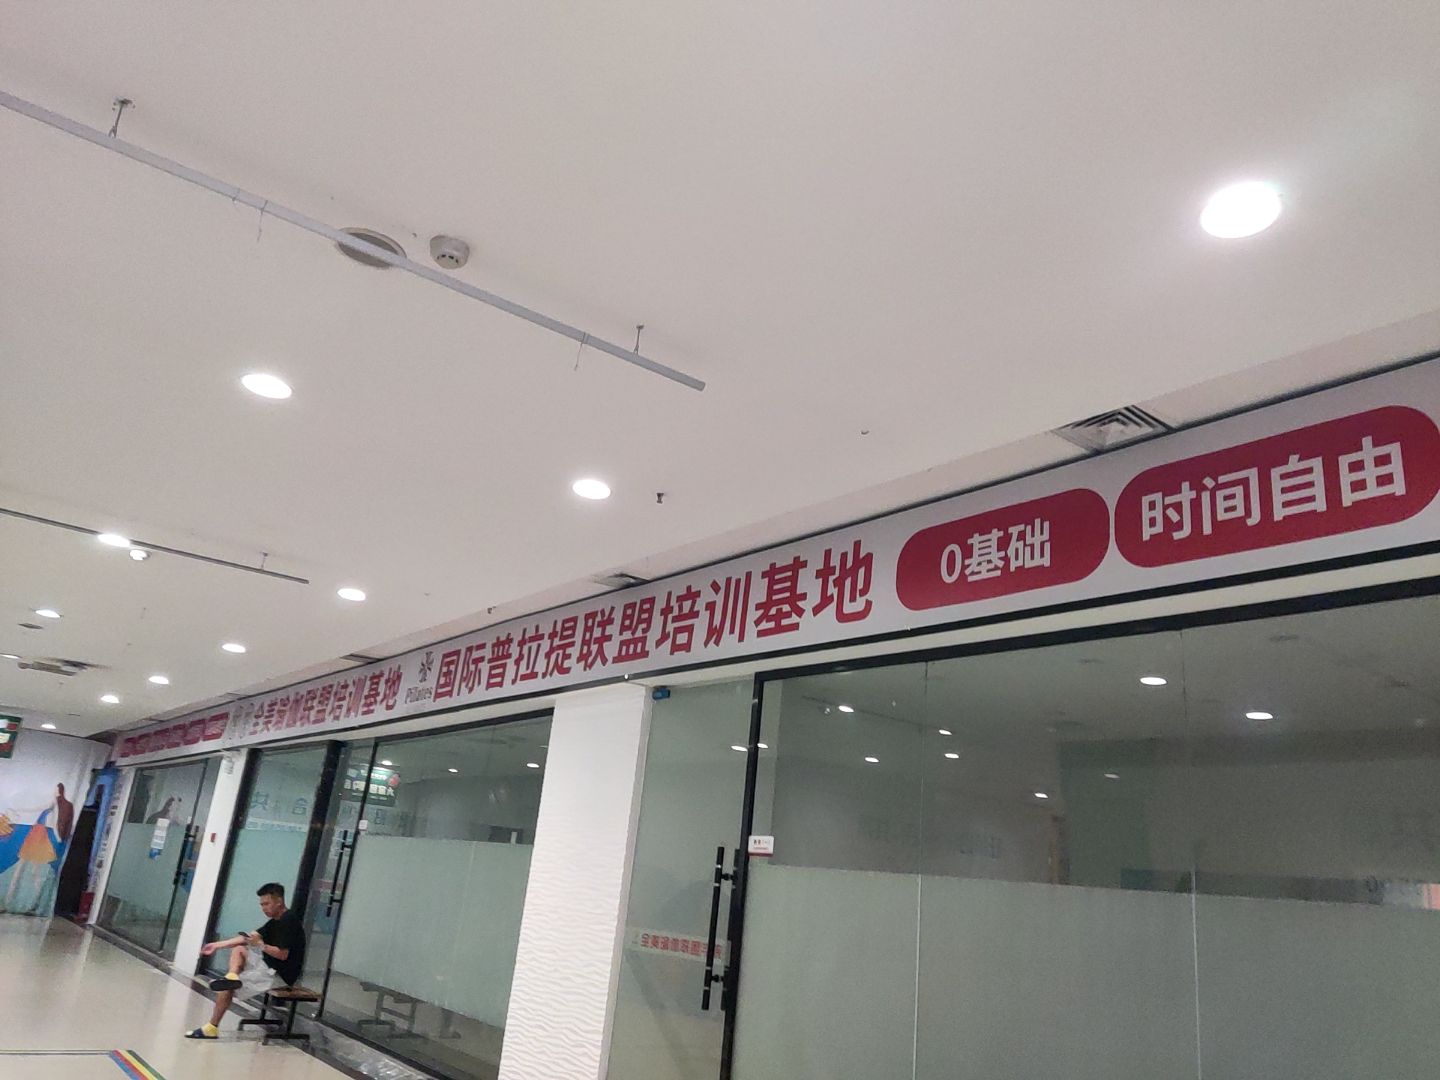 全美瑜伽联盟培训基地
Pilates
国际普拉提联盟培训基地
0基础
时间自由